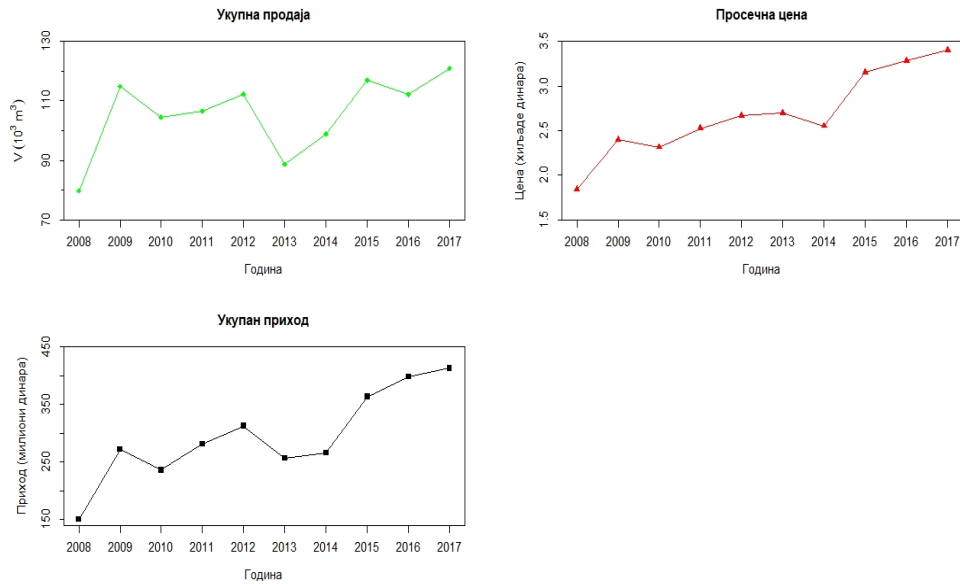 Укупна продаја
V (10³ m³)
130
110
90
70
2008 2009 2010 2011 2012 2013 2014 2015 2016 2017
Година
Просечна цена
Цена (хиљаде динара)
3.5
3.0
2.5
2.0
1.5
2008 2009 2010 2011 2012 2013 2014 2015 2016 2017
Година
Укупан приход
Приход (милиони динара)
450
350
250
150
2008 2009 2010 2011 2012 2013 2014 2015 2016 2017
Година